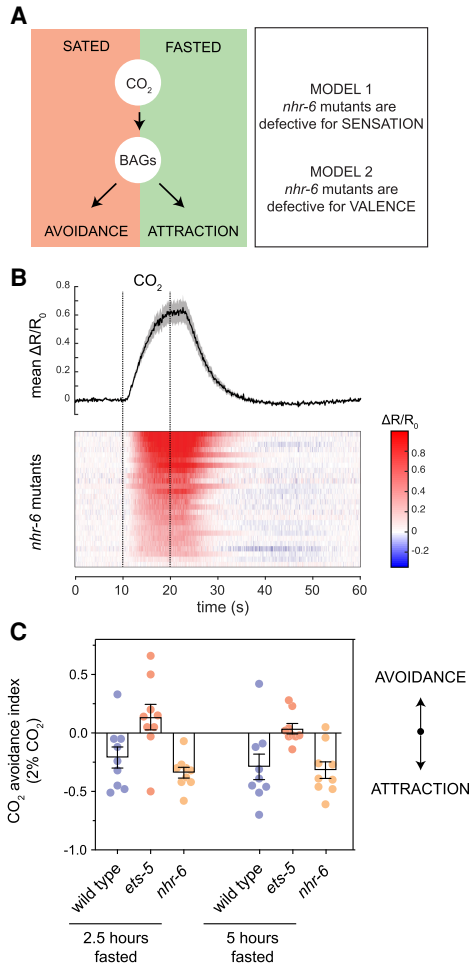 A
SATED
FASTED
CO2
BAGs
AVOIDANCE
ATTRACTION
MODEL 1
nhr-6 mutants are
defective for SENSATION
MODEL 2
nhr-6 mutants are
defective for VALENCE
B
CO2
0.8
0.6
0.4
0.2
0
mean ΔR/R0
nhr-6 mutants
ΔR/R0
0.8
0.6
0.4
0.2
0
-0.2
0
10
20
30
40
50
60
time (s)
C
CO2 avoidance index
(2% CO2)
0.5
0.0
-0.5
-1.0
AVOIDANCE
ATTRACTION
wild type
ets-5
nhr-6
wild type
ets-5
nhr-6
2.5 hours
fasted
5 hours
fasted